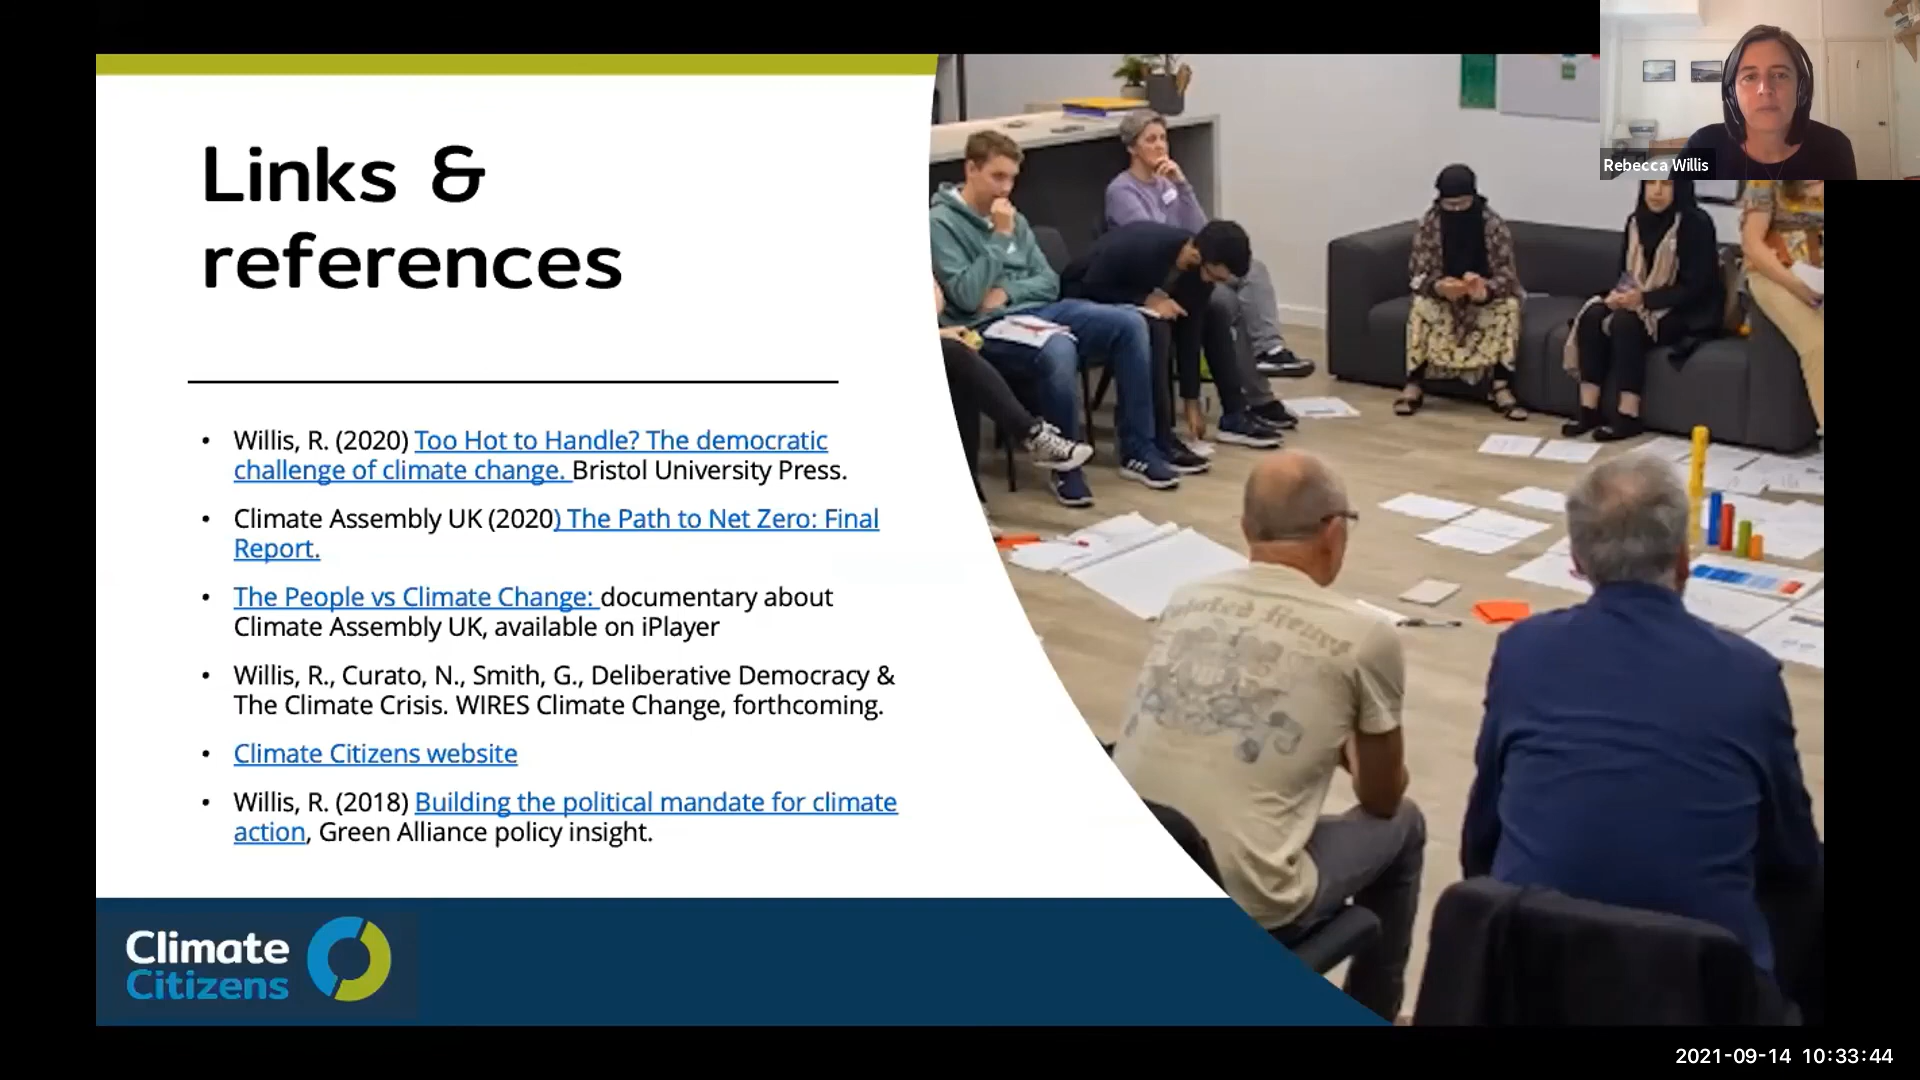 Links &
references
• Willis, R. (2020) Too Hot to Handle? The democratic
challenge of climate change. Bristol University Press.
• Climate Assembly UK (2020) The Path to Net Zero: Final
Report.
• The People vs Climate Change: documentary about
Climate Assembly UK, available on iPlayer
• Willis, R., Curato, N., Smith, G., Deliberative Democracy &
The Climate Crisis. WIRES Climate Change, forthcoming.
• Climate Citizens website
• Willis, R. (2018) Building the political mandate for climate
action, Green Alliance policy insight.
Climate
Citizens
Rebecca Willis
2021-09-14 10:33:44